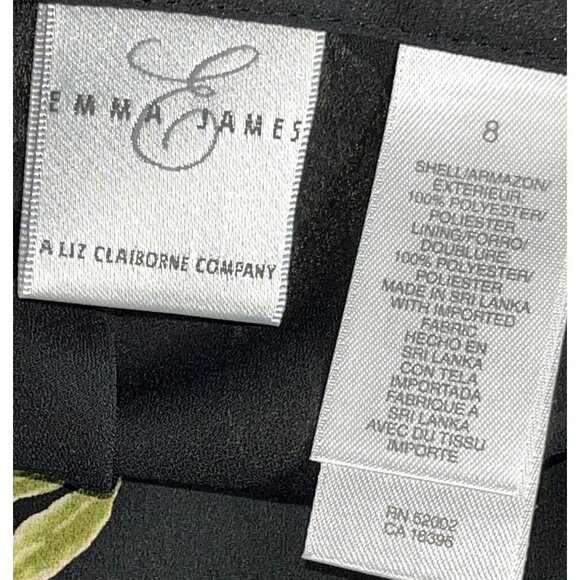 E
EMMA JAMES
A LIZ CLAIBORNE COMPANY
8
SHELL/ARMAZON/
EXTERIEUR:
100% POLYESTER/
POLIESTER
LINING/FORRO/
DOUBLURE:
100% POLYESTER/
POLIESTER
MADE IN SRI LANKA
WITH IMPORTED
FABRIC
HECHO EN
SRI LANKA
CON TELA
IMPORTADA
FABRIQUE A
SRI LANKA
AVEC DU TISSU
IMPORTE
RN 52002
CA 18396